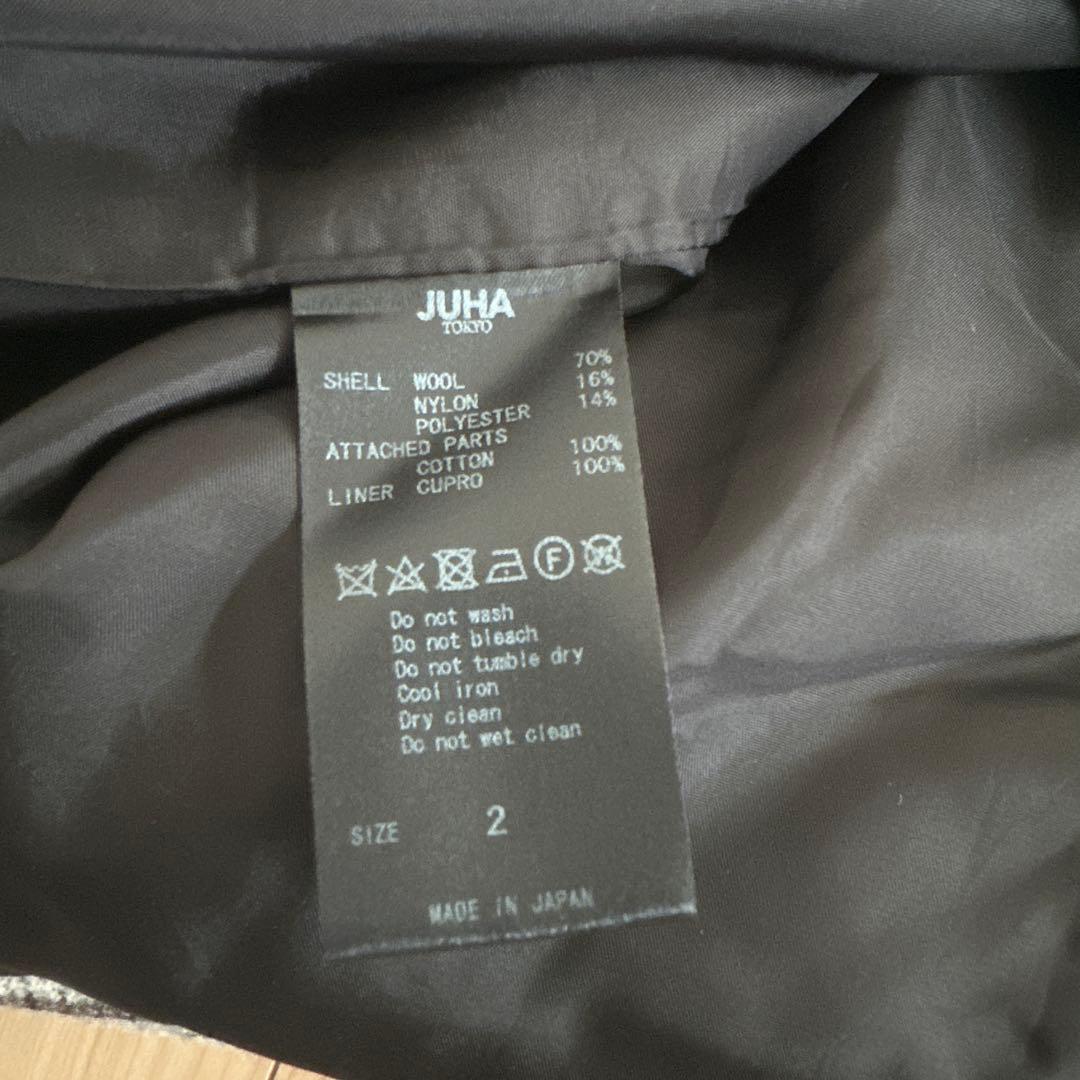 JUHA
TOKYO
SHELL WOOL 70%
NYLON 16%
POLYESTER 14%
ATTACHED PARTS
COTTON 100%
LINER CUPRO 100%
F
W
Do not wash
Do not bleach
Do not tumble dry
Cool iron
Dry clean
Do not wet clean
SIZE 2
MADE IN JAPAN